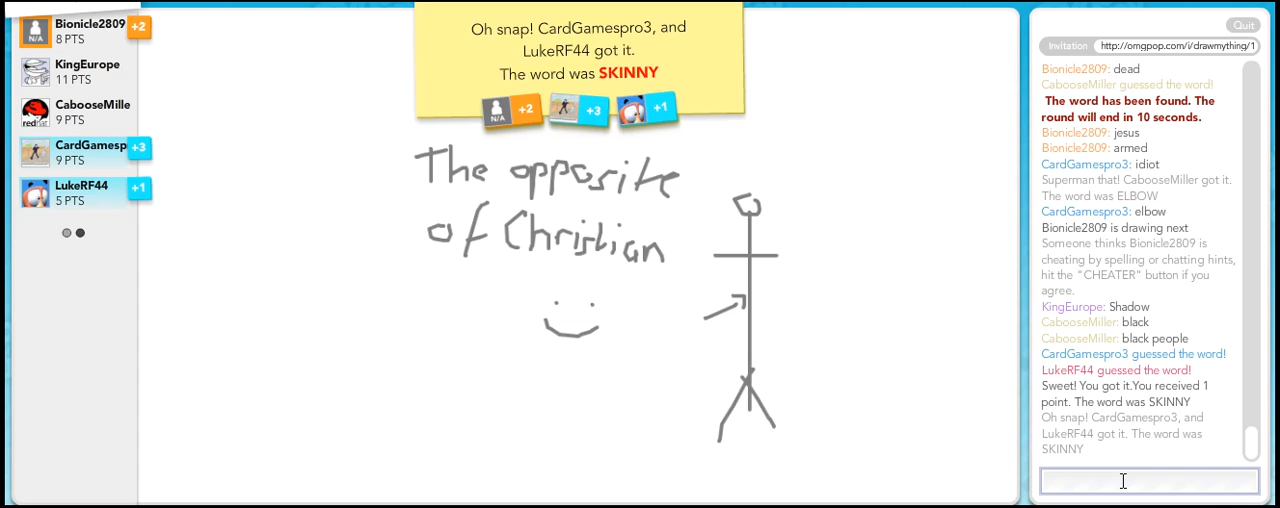 Bionicle2809
+2
8 PTS
N/A
KingEurope
11 PTS
CabooseMille
9 PTS
redhat
CardGamesp
+3
9 PTS
LukeRF44
+1
5 PTS
Oh snap! CardGamespro3, and
LukeRF44 got it.
The word was SKINNY
N/A +2 +3 +1
The opposite
of Christian
Quit
Invitation http://omgpop.com/i/drawmything/1
Bionicle2809: dead
CabooseMiller guessed the word!
The word has been found. The
round will end in 10 seconds.
Bionicle2809: jesus
Bionicle2809: armed
CardGamespro3: idiot
Superman that! CabooseMiller got it.
The word was ELBOW
CardGamespro3: elbow
Bionicle2809 is drawing next
Someone thinks Bionicle2809 is
cheating by spelling or chatting hints,
hit the "CHEATER" button if you
agree.
KingEurope: Shadow
CabooseMiller: black
CabooseMiller: black people
CardGamespro3 guessed the word!
LukeRF44 guessed the word!
Sweet! You got it.You received 1
point. The word was SKINNY
Oh snap! CardGamespro3, and
LukeRF44 got it. The word was
SKINNY